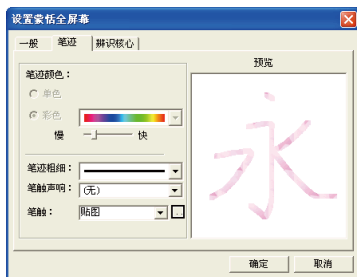 设置蒙恬全屏幕
一般 笔迹 辨识核心
预览
笔迹颜色：
单色
彩色
慢 快
笔迹粗细：
笔触声响： (无)
笔触： 贴图 ..
永
确定 取消